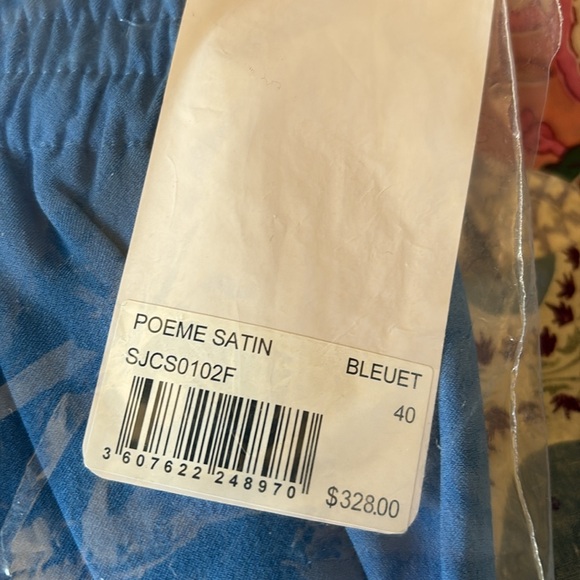 POEME SATIN
SJCS0102F
BLEUET
40
3 607622 248970
$328.00